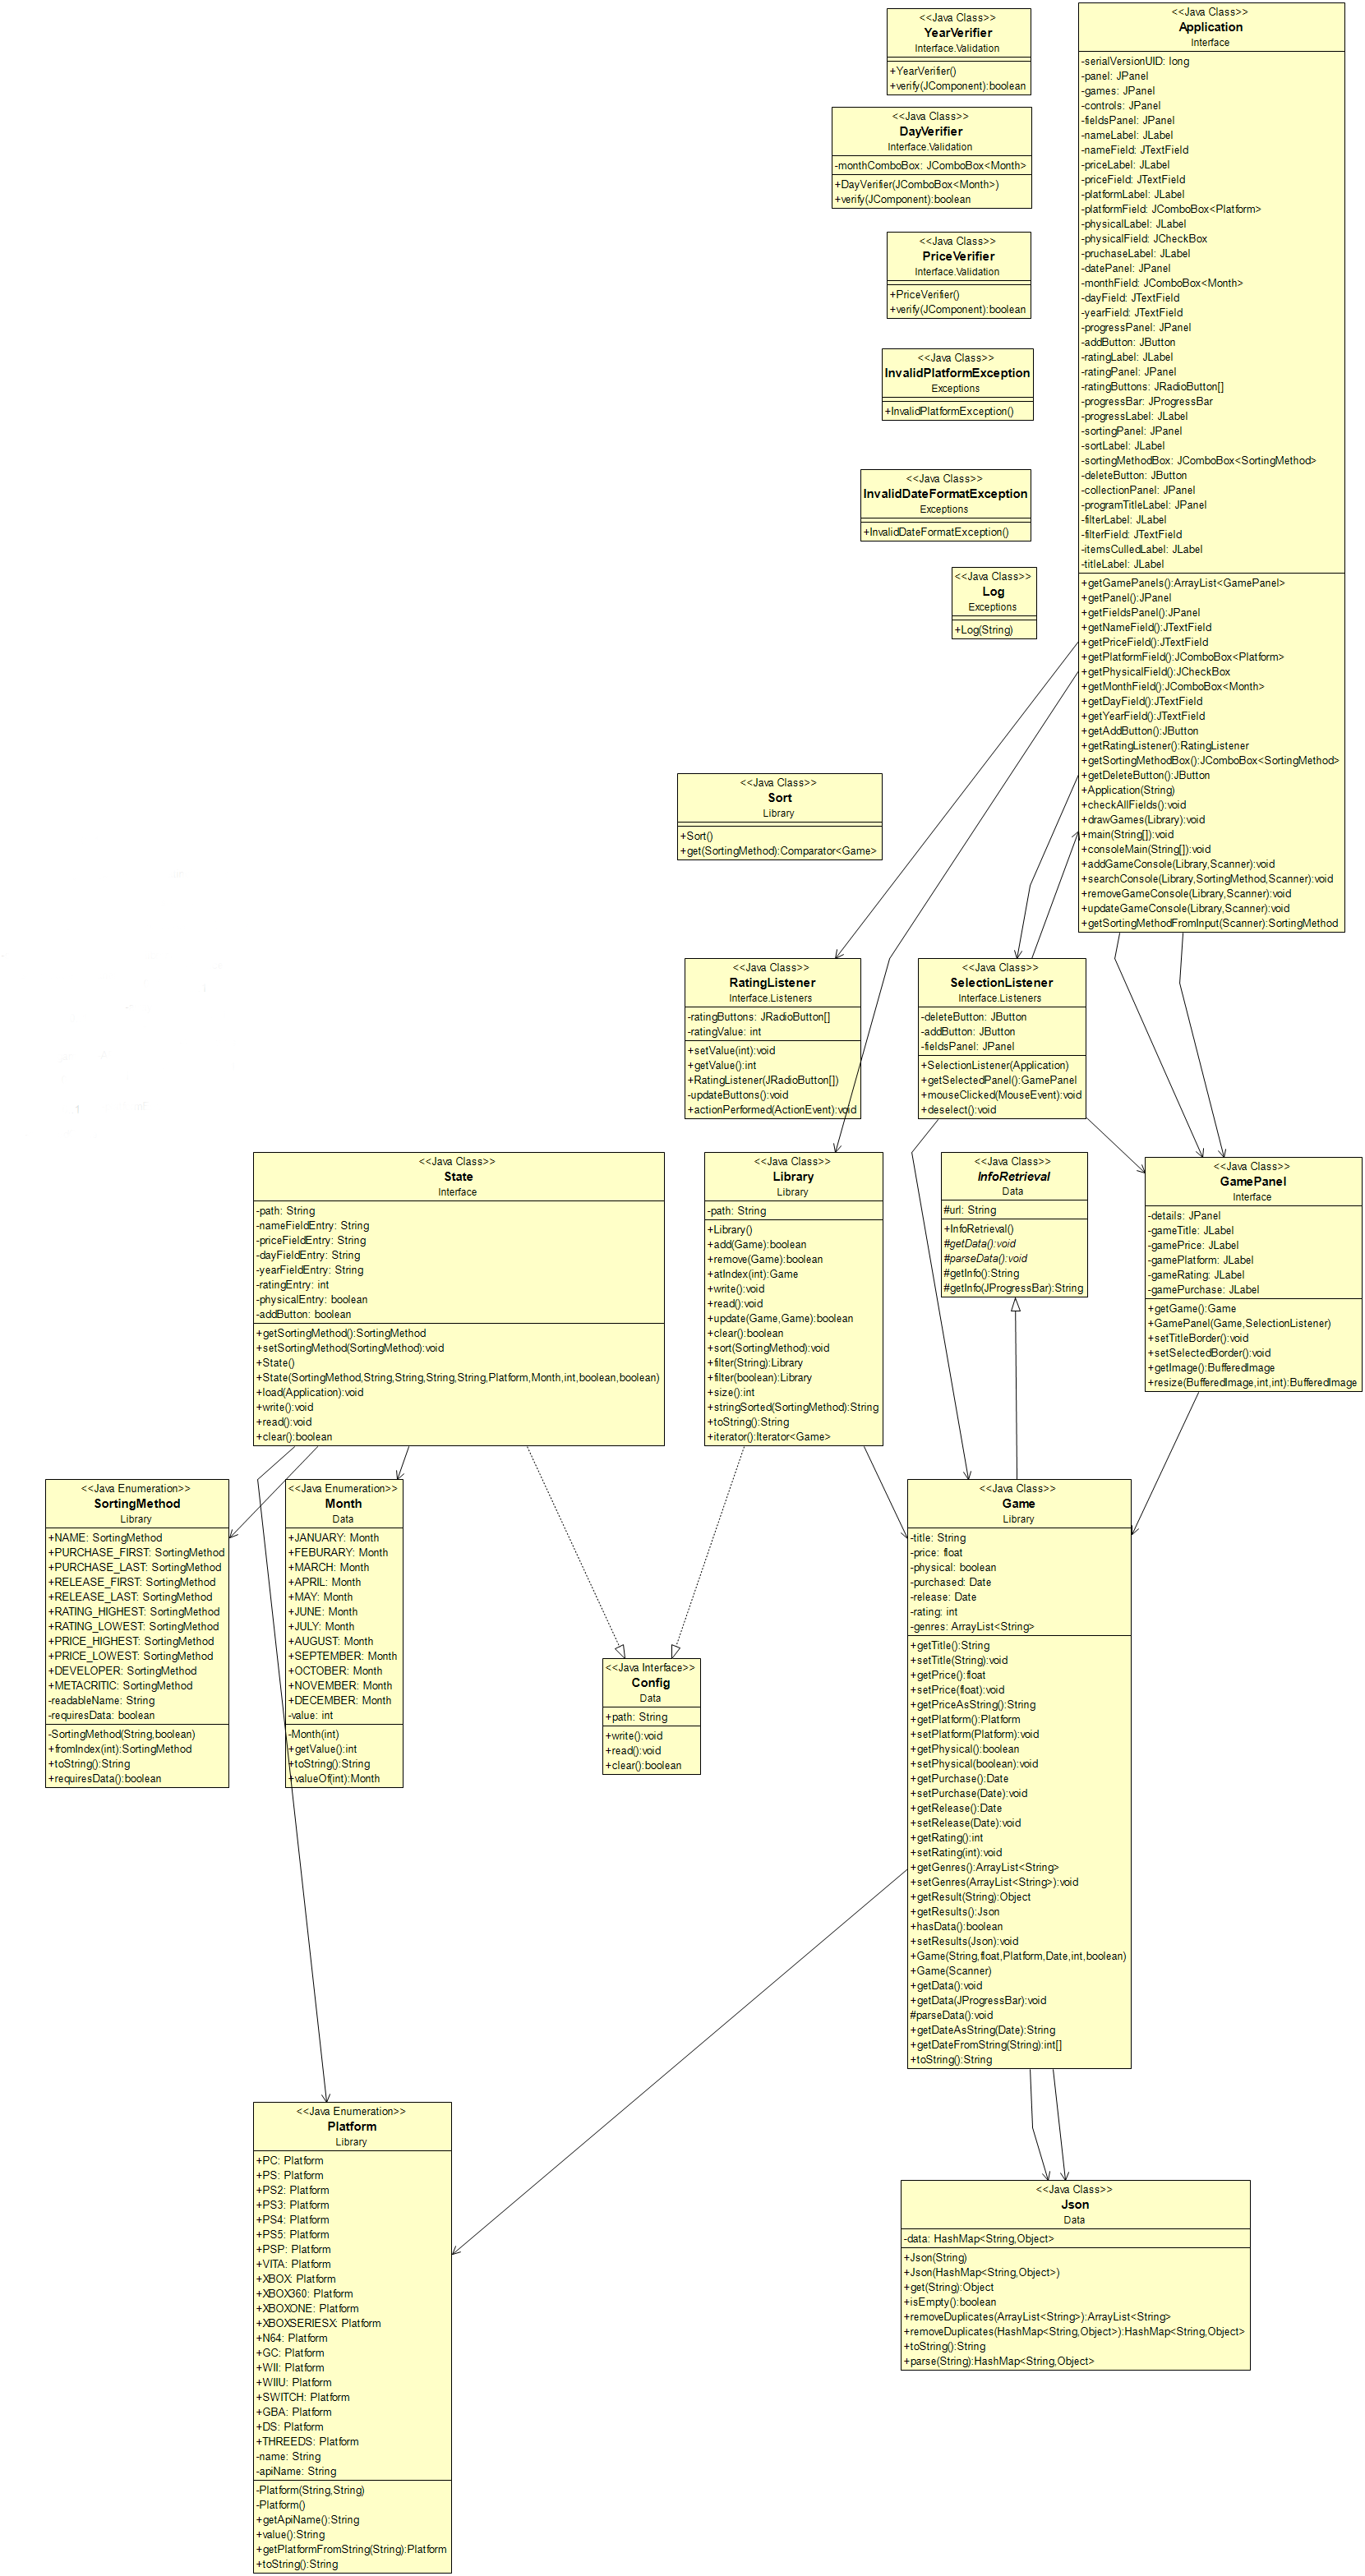 <<Java Class>>
YearVerifier
Interface.Validation
+YearVerifier()
+verify(JComponent):boolean
<<Java Class>>
DayVerifier
Interface.Validation
-monthComboBox: JComboBox<Month>
+DayVerifier(JComboBox<Month>)
+verify(JComponent):boolean
<<Java Class>>
PriceVerifier
Interface.Validation
+PriceVerifier()
+verify(JComponent):boolean
<<Java Class>>
InvalidPlatformException
Exceptions
+InvalidPlatformException()
<<Java Class>>
InvalidDateFormatException
Exceptions
+InvalidDateFormatException()
<<Java Class>>
Log
Exceptions
+Log(String)
<<Java Class>>
Application
Interface
-serialVersionUID: long
-panel: JPanel
-games: JPanel
-controls: JPanel
-fieldsPanel: JPanel
-nameLabel: JLabel
-nameField: JTextField
-priceLabel: JLabel
-priceField: JTextField
-platformLabel: JLabel
-platformField: JComboBox<Platform>
-physicalLabel: JLabel
-physicalField: JCheckBox
-pruchaseLabel: JLabel
-datePanel: JPanel
-monthField: JComboBox<Month>
-dayField: JTextField
-yearField: JTextField
-progressPanel: JPanel
-addButton: JButton
-ratingLabel: JLabel
-ratingPanel: JPanel
-ratingButtons: JRadioButton[]
-progressBar: JProgressBar
-progressLabel: JLabel
-sortingPanel: JPanel
-sortLabel: JLabel
-sortingMethodBox: JComboBox<SortingMethod>
-deleteButton: JButton
-collectionPanel: JPanel
-programTitleLabel: JPanel
-filterLabel: JLabel
-filterField: JTextField
-itemsCulledLabel: JLabel
-titleLabel: JLabel
+getGamePanels():ArrayList<GamePanel>
+getPanel():JPanel
+getFieldsPanel():JPanel
+getNameField():JTextField
+getPriceField():JTextField
+getPlatformField():JComboBox<Platform>
+getPhysicalField():JCheckBox
+getMonthField():JComboBox<Month>
+getDayField():JTextField
+getYearField():JTextField
+getAddButton():JButton
+getRatingListener():RatingListener
+getSortingMethodBox():JComboBox<SortingMethod>
+getDeleteButton():JButton
+Application(String)
+checkAllFields():void
+drawGames(Library):void
+main(String[]):void
+consoleMain(String[]):void
+addGameConsole(Library,Scanner):void
+searchConsole(Library,SortingMethod,Scanner):void
+removeGameConsole(Library,Scanner):void
+updateGameConsole(Library,Scanner):void
+getSortingMethodFromInput(Scanner):SortingMethod
<<Java Class>>
Sort
Library
+Sort()
+get(SortingMethod):Comparator<Game>
<<Java Class>>
RatingListener
Interface.Listeners
-ratingButtons: JRadioButton[]
-ratingValue: int
+setValue(int):void
+getValue():int
+RatingListener(JRadioButton[])
-updateButtons():void
+actionPerformed(ActionEvent):void
<<Java Class>>
SelectionListener
Interface.Listeners
-deleteButton: JButton
-addButton: JButton
-fieldsPanel: JPanel
+SelectionListener(Application)
+getSelectedPanel():GamePanel
+mouseClicked(MouseEvent):void
+deselect():void
<<Java Class>>
State
Interface
-path: String
-nameFieldEntry: String
-priceFieldEntry: String
-dayFieldEntry: String
-yearFieldEntry: String
-ratingEntry: int
-physicalEntry: boolean
-addButton: boolean
+getSortingMethod():SortingMethod
+setSortingMethod(SortingMethod):void
+State()
+State(SortingMethod,String,String,String,String,Platform,Month,int,boolean,boolean)
+load(Application):void
+write():void
+read():void
+clear():boolean
<<Java Class>>
Library
Library
-path: String
+Library()
+add(Game):boolean
+remove(Game):boolean
+atIndex(int):Game
+write():void
+read():void
+update(Game,Game):boolean
+clear():boolean
+sort(SortingMethod):void
+filter(String):Library
+filter(boolean):Library
+size():int
+stringSorted(SortingMethod):String
+toString():String
+iterator():Iterator<Game>
<<Java Class>>
InfoRetrieval
Data
#url: String
+InfoRetrieval()
#getData():void
#parseData():void
#getInfo():String
#getInfo(JProgressBar):String
<<Java Class>>
GamePanel
Interface
-details: JPanel
-gameTitle: JLabel
-gamePrice: JLabel
-gamePlatform: JLabel
-gameRating: JLabel
-gamePurchase: JLabel
+getGame():Game
+GamePanel(Game,SelectionListener)
+setTitleBorder():void
+setSelectedBorder():void
+getImage():BufferedImage
+resize(BufferedImage,int,int):BufferedImage
<<Java Enumeration>>
SortingMethod
Library
+NAME: SortingMethod
+PURCHASE_FIRST: SortingMethod
+PURCHASE_LAST: SortingMethod
+RELEASE_FIRST: SortingMethod
+RELEASE_LAST: SortingMethod
+RATING_HIGHEST: SortingMethod
+RATING_LOWEST: SortingMethod
+PRICE_HIGHEST: SortingMethod
+PRICE_LOWEST: SortingMethod
+DEVELOPER: SortingMethod
+METACRITIC: SortingMethod
-readableName: String
-requiresData: boolean
-SortingMethod(String,boolean)
+fromIndex(int):SortingMethod
+toString():String
+requiresData():boolean
<<Java Enumeration>>
Month
Data
+JANUARY: Month
+FEBURARY: Month
+MARCH: Month
+APRIL: Month
+MAY: Month
+JUNE: Month
+JULY: Month
+AUGUST: Month
+SEPTEMBER: Month
+OCTOBER: Month
+NOVEMBER: Month
+DECEMBER: Month
-value: int
-Month(int)
+getValue():int
+toString():String
+valueOf(int):Month
<<Java Interface>>
Config
Data
+path: String
+write():void
+read():void
+clear():boolean
<<Java Class>>
Game
Library
-title: String
-price: float
-physical: boolean
-purchased: Date
-release: Date
-rating: int
-genres: ArrayList<String>
+getTitle():String
+setTitle(String):void
+getPrice():float
+setPrice(float):void
+getPriceAsString():String
+getPlatform():Platform
+setPlatform(Platform):void
+getPhysical():boolean
+setPhysical(boolean):void
+getPurchase():Date
+setPurchase(Date):void
+getRelease():Date
+setRelease(Date):void
+getRating():int
+setRating(int):void
+getGenres():ArrayList<String>
+setGenres(ArrayList<String>):void
+getResult(String):Object
+getResults():Json
+hasData():boolean
+setResults(Json):void
+Game(String,float,Platform,Date,int,boolean)
+Game(Scanner)
+getData():void
+getData(JProgressBar):void
#parseData():void
+getDateAsString(Date):String
+getDateFromString(String):int[]
+toString():String
<<Java Enumeration>>
Platform
Library
+PC: Platform
+PS: Platform
+PS2: Platform
+PS3: Platform
+PS4: Platform
+PS5: Platform
+PSP: Platform
+VITA: Platform
+XBOX: Platform
+XBOX360: Platform
+XBOXONE: Platform
+XBOXSERIESX: Platform
+N64: Platform
+GC: Platform
+WII: Platform
+WIIU: Platform
+SWITCH: Platform
+GBA: Platform
+DS: Platform
+THREEDS: Platform
-name: String
-apiName: String
-Platform(String,String)
-Platform()
+getApiName():String
+value():String
+getPlatformFromString(String):Platform
+toString():String
<<Java Class>>
Json
Data
-data: HashMap<String,Object>
+Json(String)
+Json(HashMap<String,Object>)
+get(String):Object
+isEmpty():boolean
+removeDuplicates(ArrayList<String>):ArrayList<String>
+removeDuplicates(HashMap<String,Object>):HashMap<String,Object>
+toString():String
+parse(String):HashMap<String,Object>